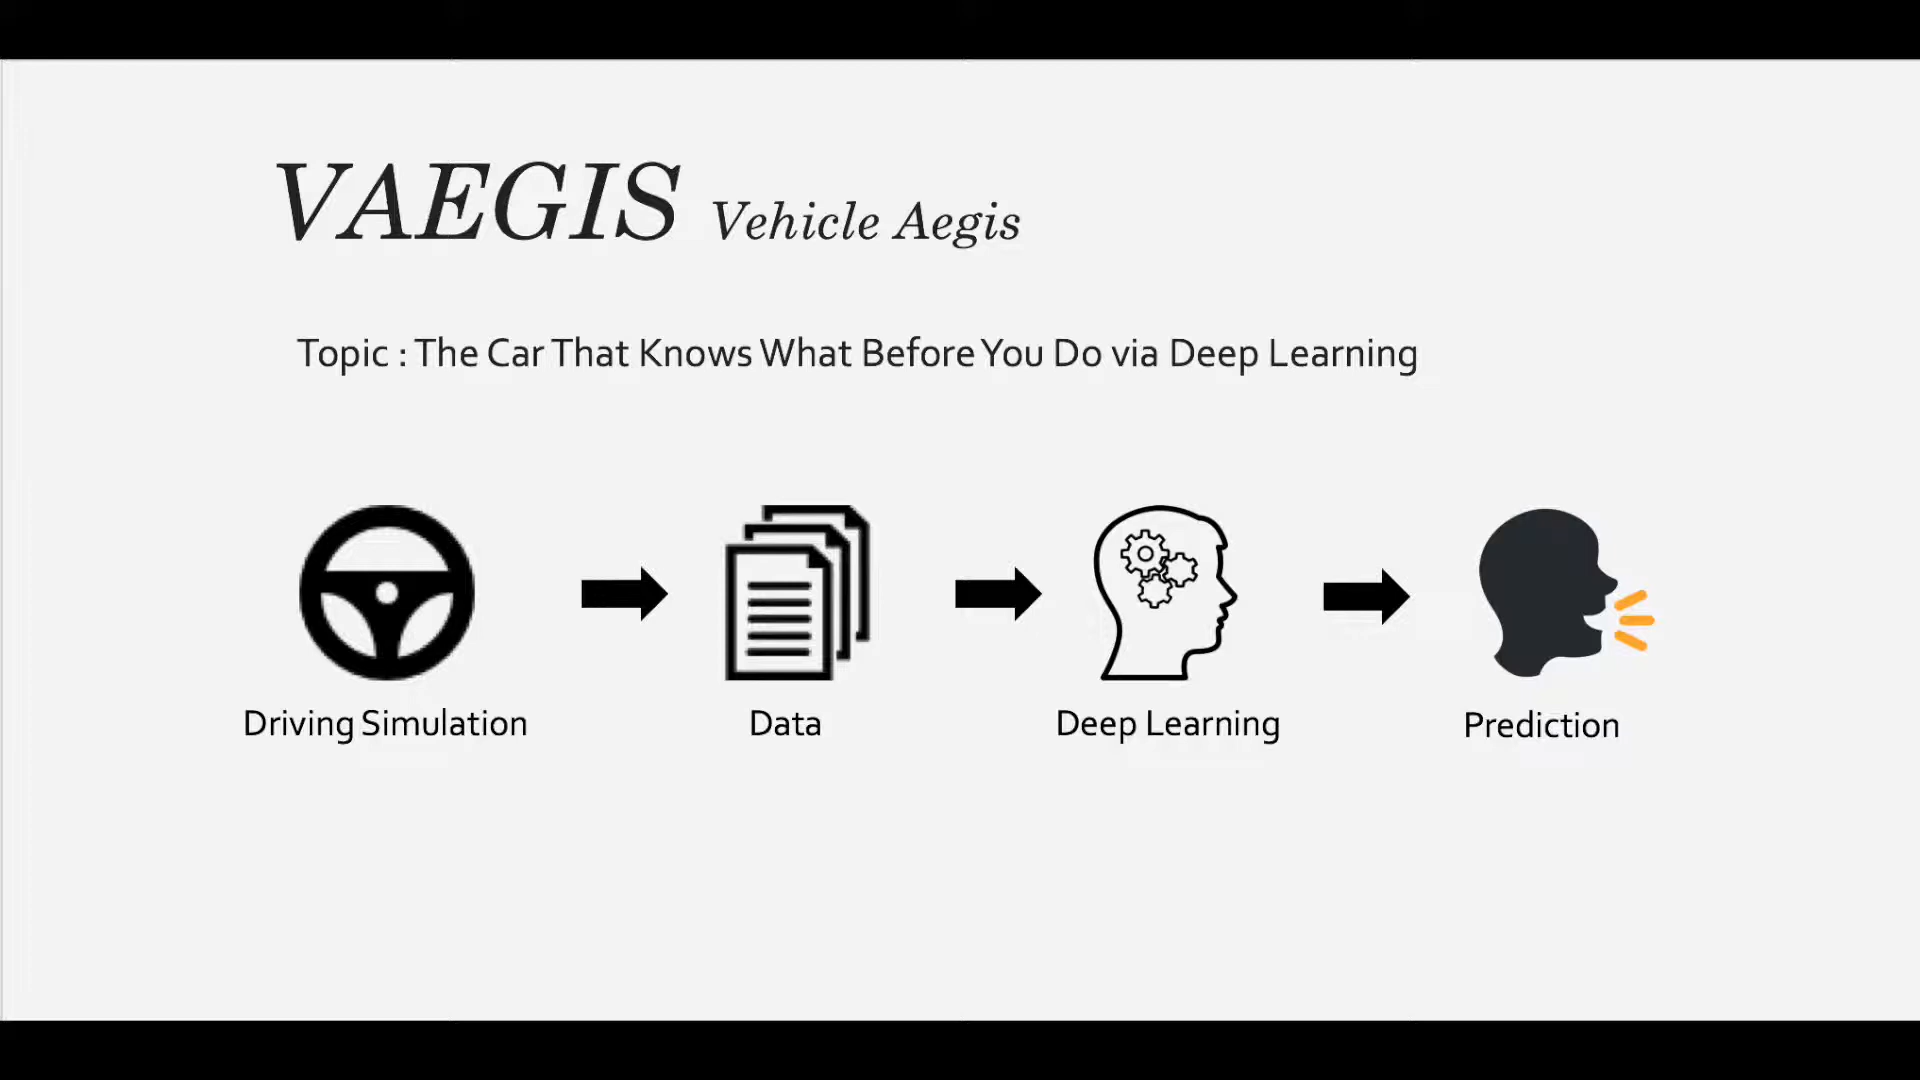 VAEGIS Vehicle Aegis
Topic : The Car That Knows What Before You Do via Deep Learning
Driving Simulation
Data
Deep Learning
Prediction